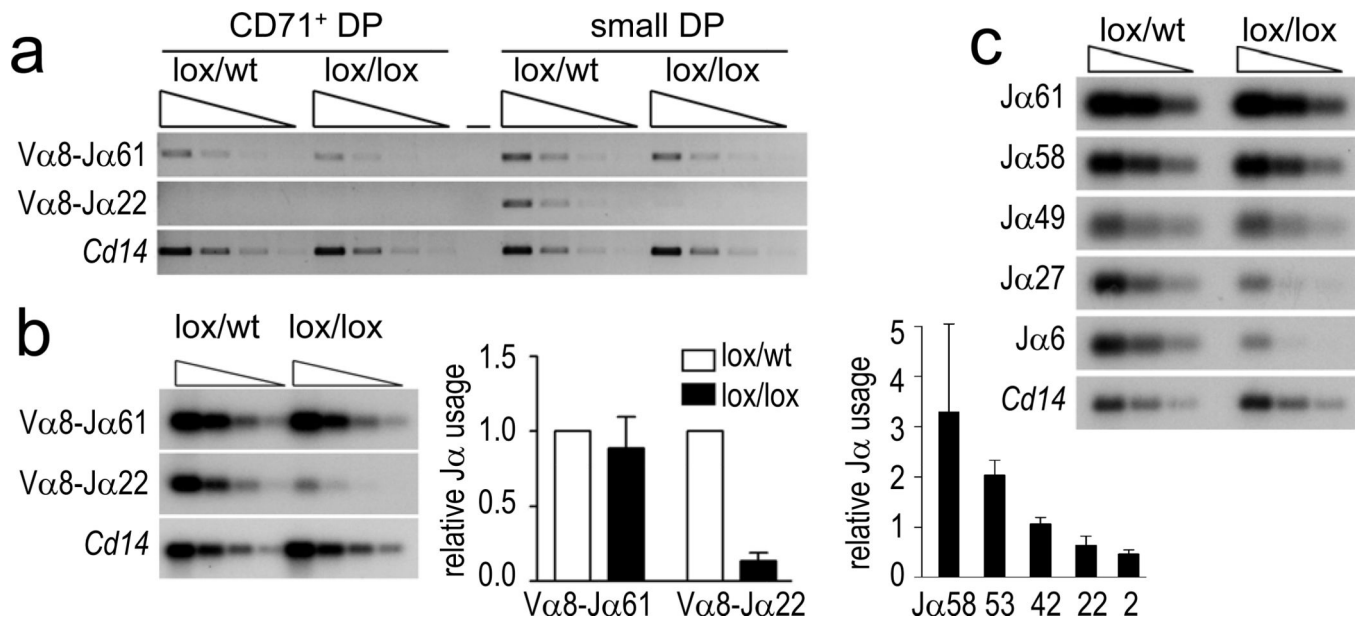 a
CD71⁺ DP
small DP
lox/wt
lox/lox
lox/wt
lox/lox
Vα8-Jα61
Vα8-Jα22
Cd14
b
lox/wt
lox/lox
Vα8-Jα61
Vα8-Jα22
Cd14
relative Jα usage
1.5
1.0
0.5
0.0
lox/wt
lox/lox
Vα8-Jα61
Vα8-Jα22
c
lox/wt
lox/lox
Jα61
Jα58
Jα49
Jα27
Jα6
Cd14
relative Jα usage
5
4
3
2
1
0
Jα58 53 42 22 2